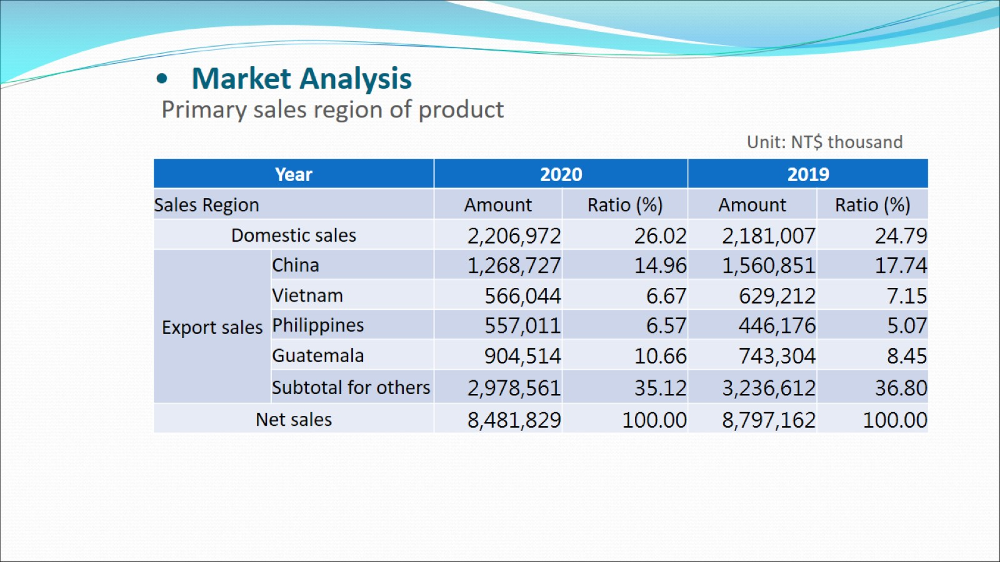 • Market Analysis
Primary sales region of product
Unit: NT$ thousand
Year 2020 2019
Sales Region Amount Ratio (%) Amount Ratio (%)
Domestic sales 2,206,972 26.02 2,181,007 24.79
Export sales China 1,268,727 14.96 1,560,851 17.74
Vietnam 566,044 6.67 629,212 7.15
Philippines 557,011 6.57 446,176 5.07
Guatemala 904,514 10.66 743,304 8.45
Subtotal for others 2,978,561 35.12 3,236,612 36.80
Net sales 8,481,829 100.00 8,797,162 100.00